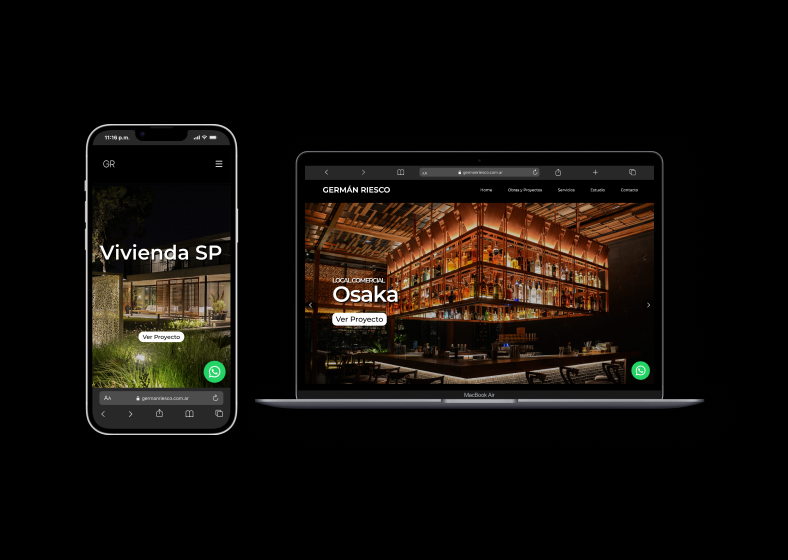 11:16 p.m.
GR
Vivienda SP
Ver Proyecto
AA
germanriesco.com.ar
AA
germanriesco.com.ar
GERMÁN RIESCO
Home
Obras y Proyectos
Servicios
Estudio
Contacto
LOCAL COMERCIAL
Osaka
Ver Proyecto
MacBook Air